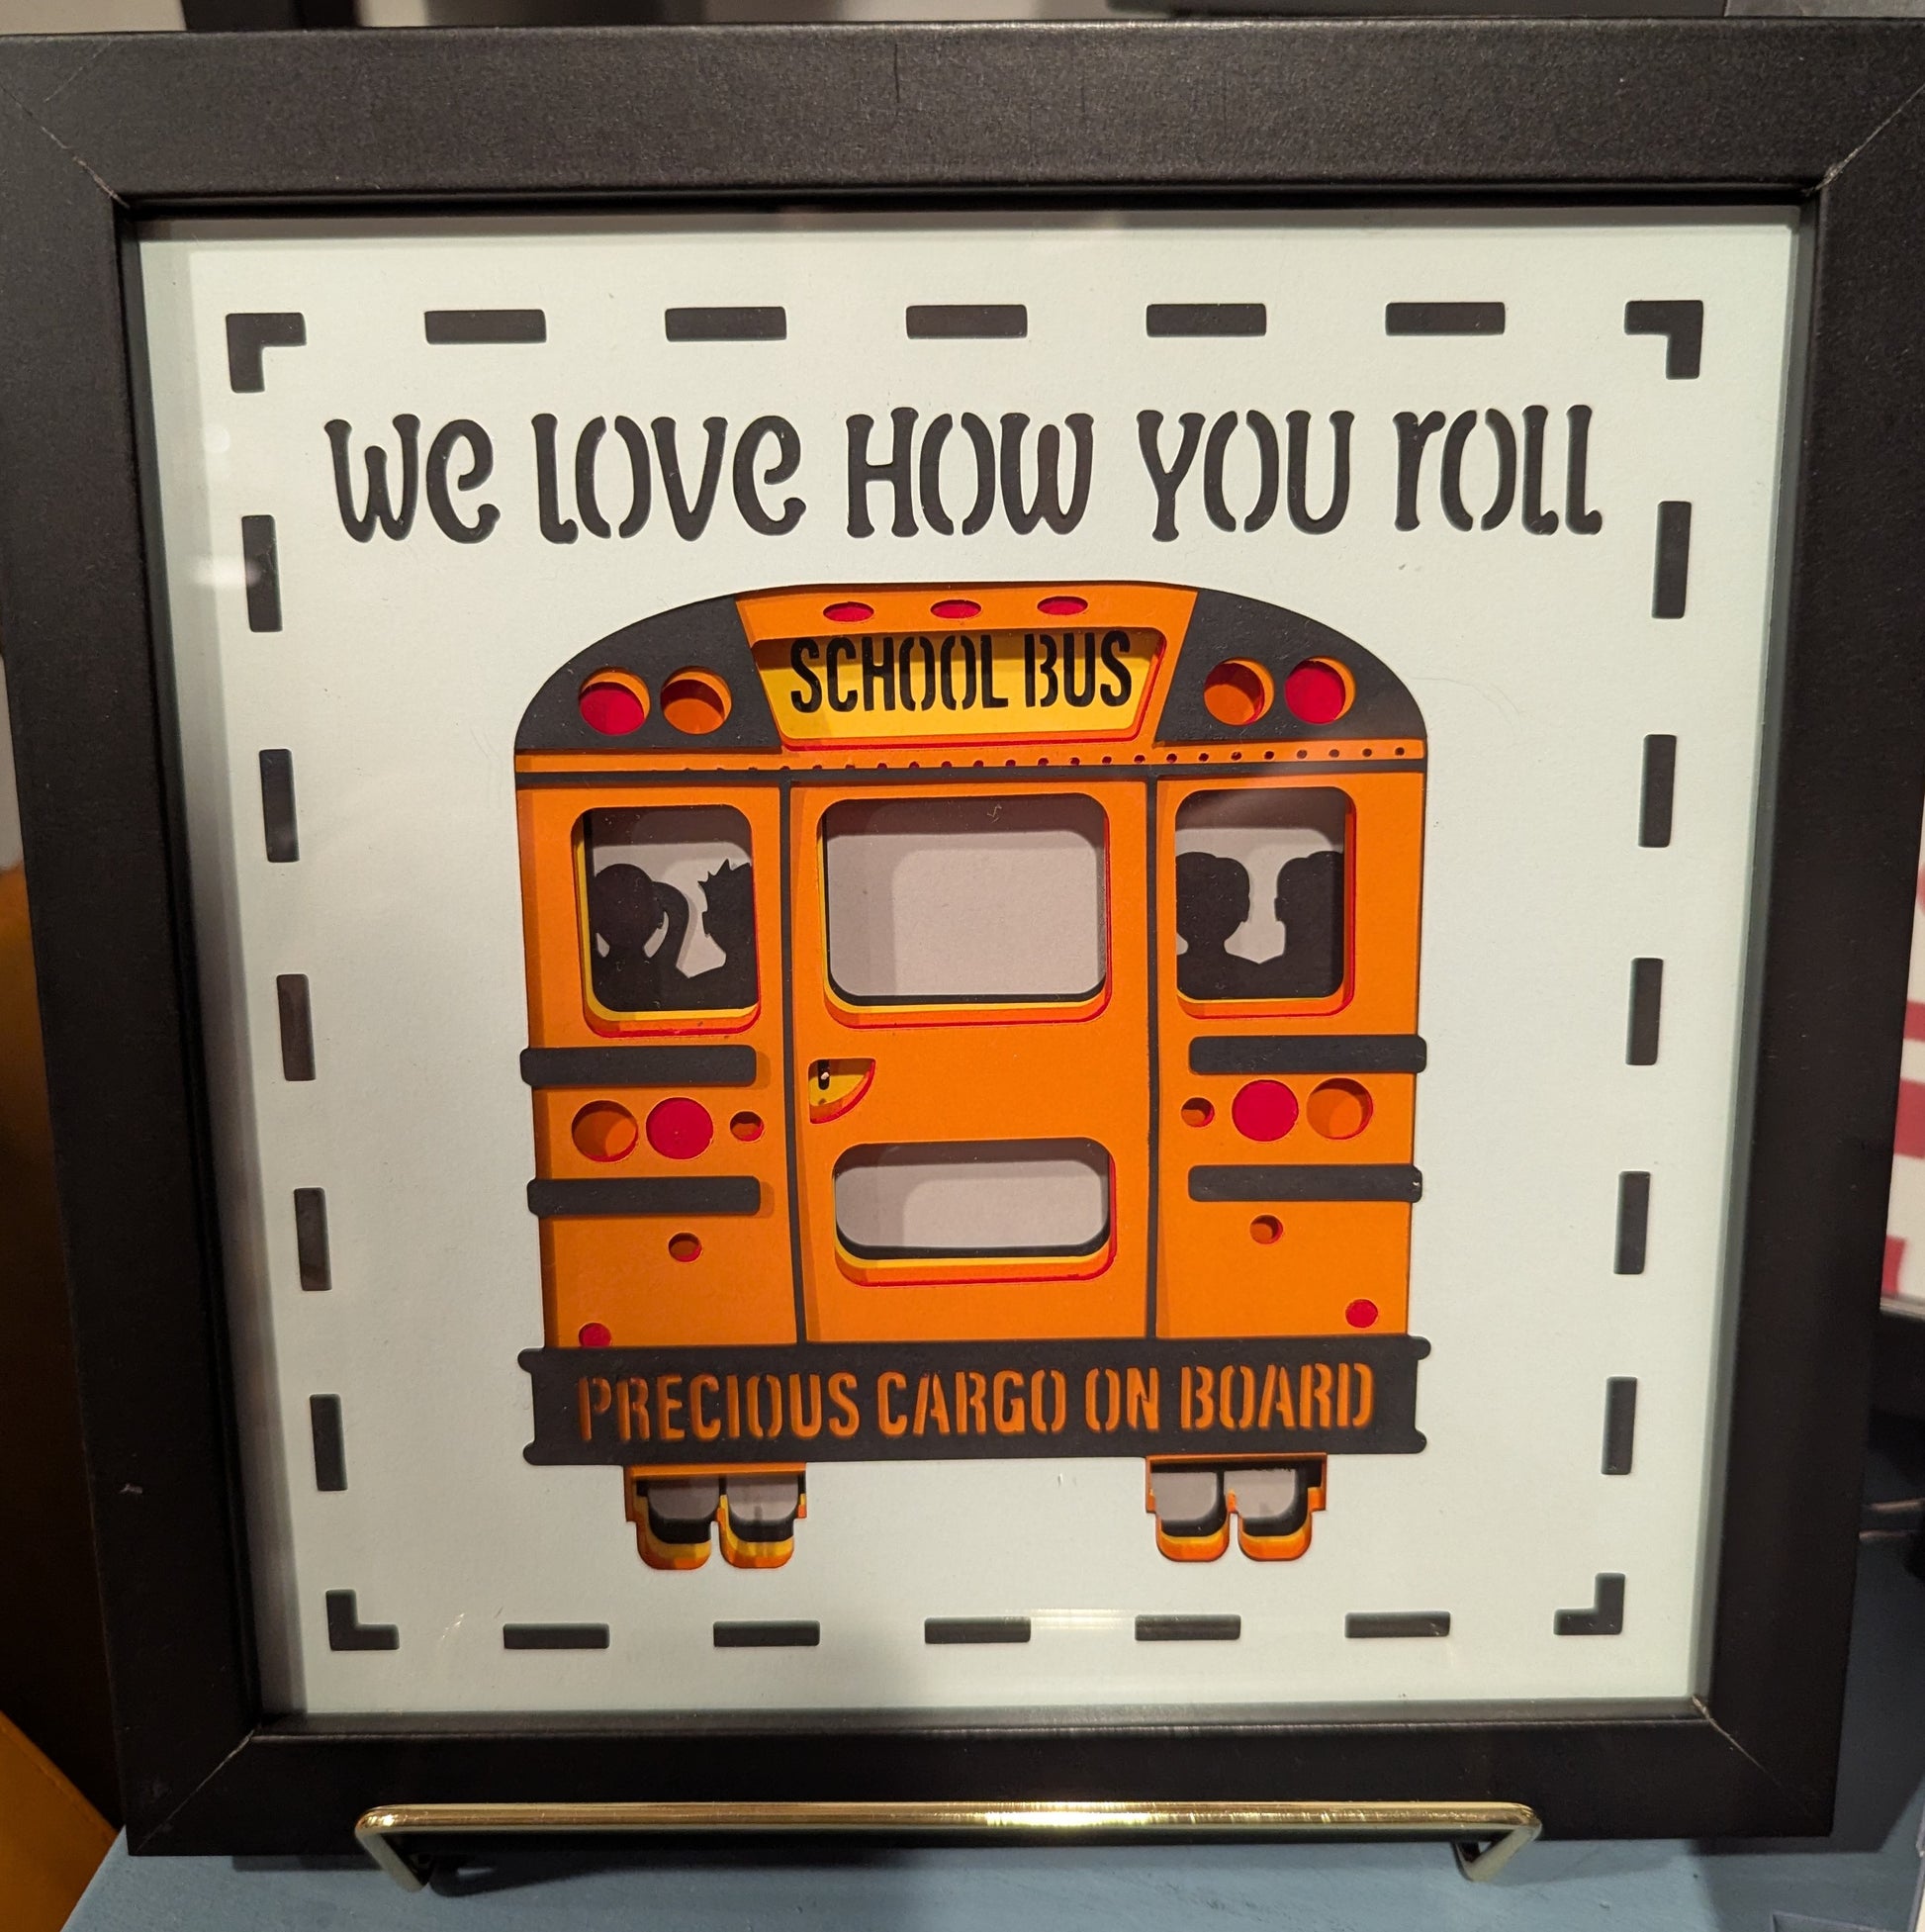 We Love How You Roll
SCHOOL BUS
PRECIOUS CARGO ON BOARD